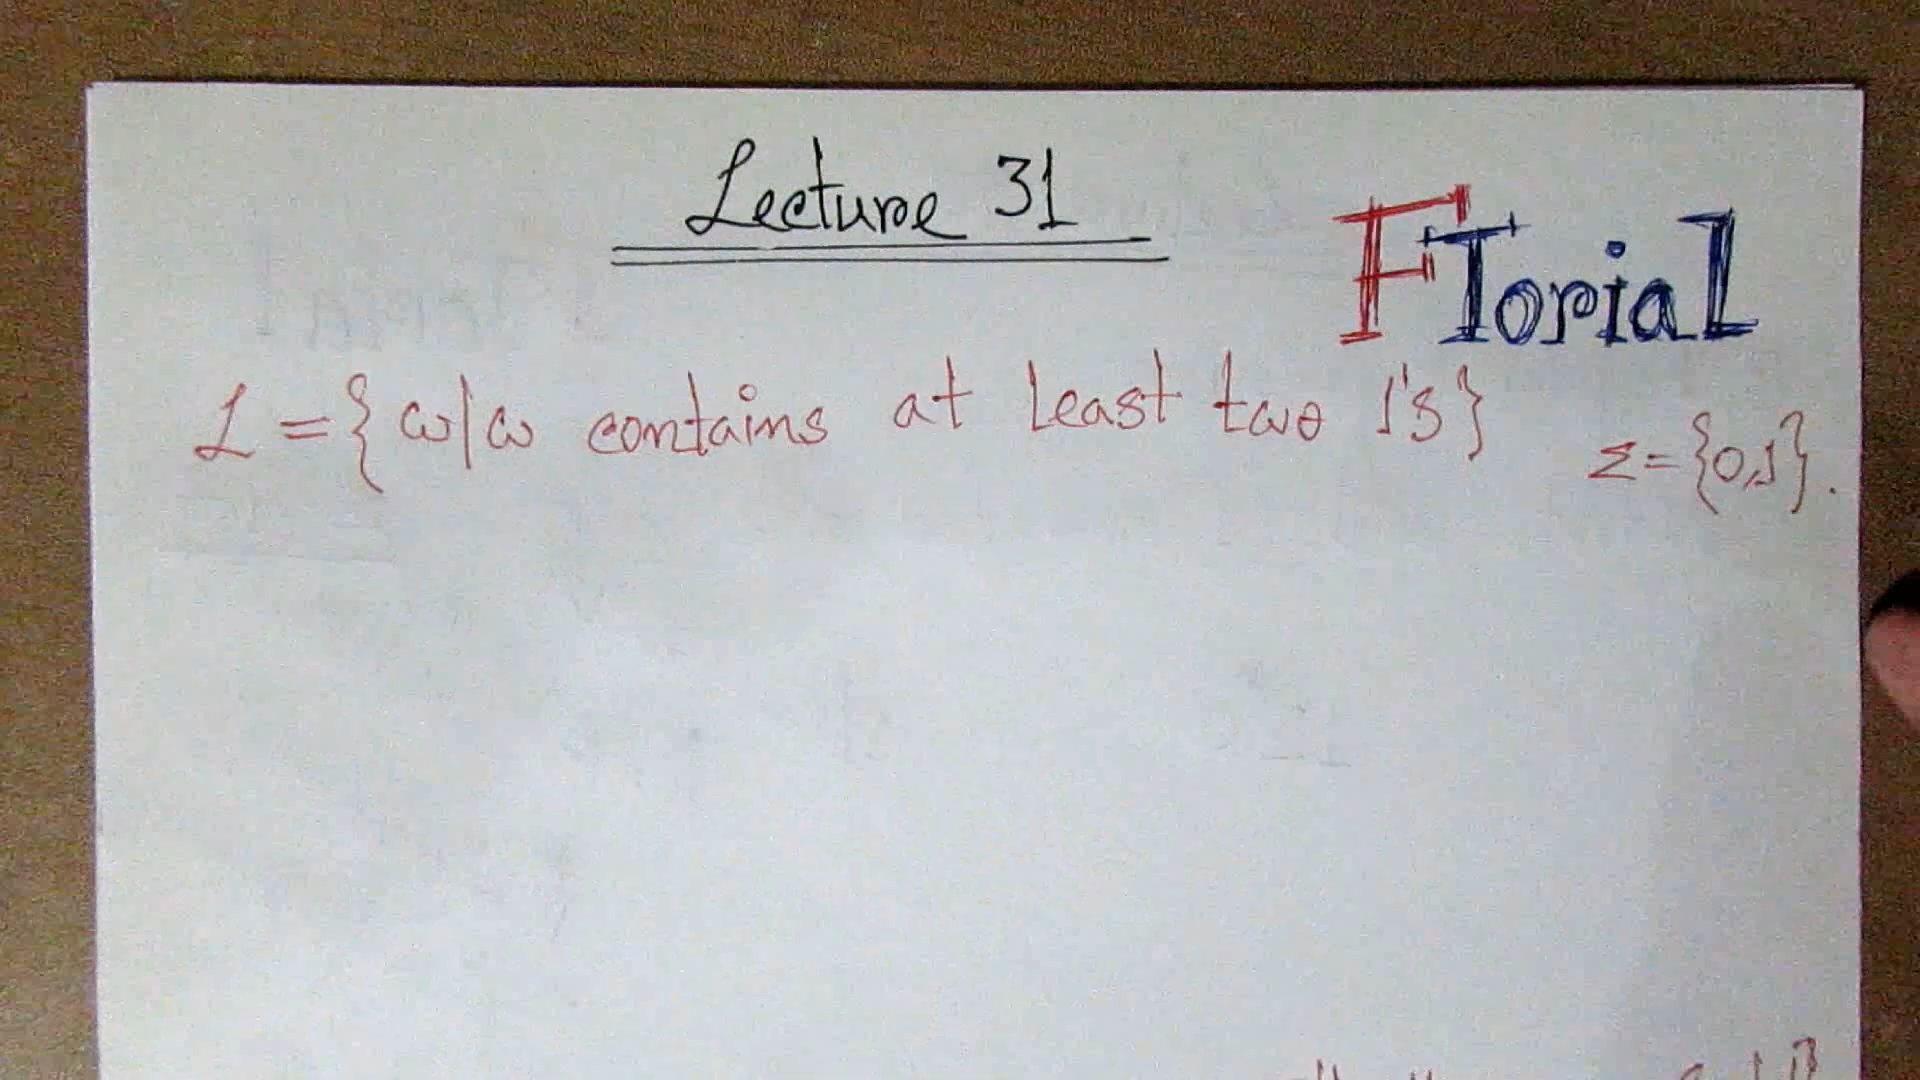 Lecture 31
FTorial
L = {w/w contains at least two 1's}
Σ = {0,1}.